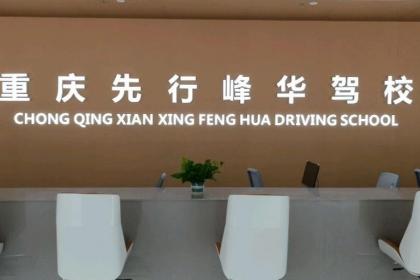 重庆先行峰华驾校
CHONG QING XIAN XING FENG HUA DRIVING SCHOOL